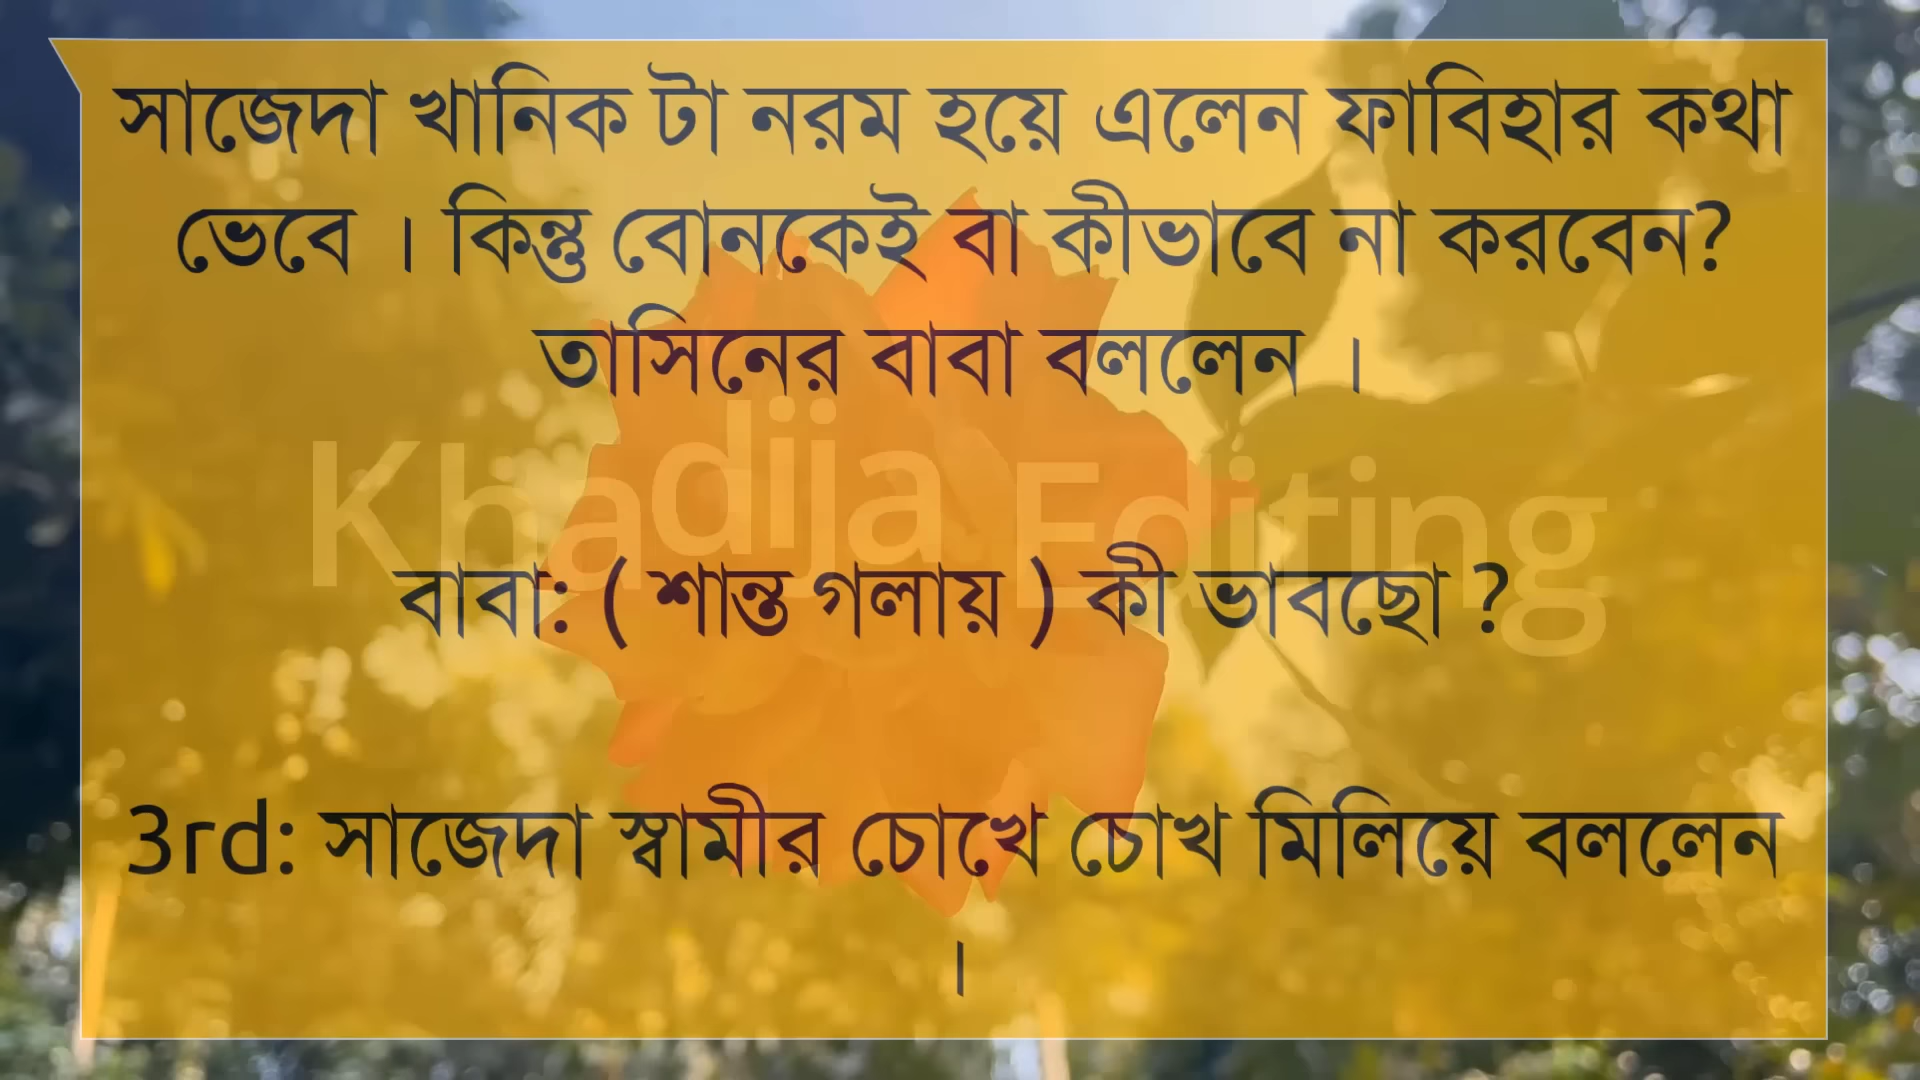 সাজেদা খানিক টা নরম হয়ে এলেন ফাবিহার কথা
ভেবে । কিন্তু বোনকেই বা কীভাবে না করবেন?
তাসিনের বাবা বললেন ।
Khadija Editing
বাবা: ( শান্ত গলায় ) কী ভাবছো ?
3rd: সাজেদা স্বামীর চোখে চোখ মিলিয়ে বললেন
।